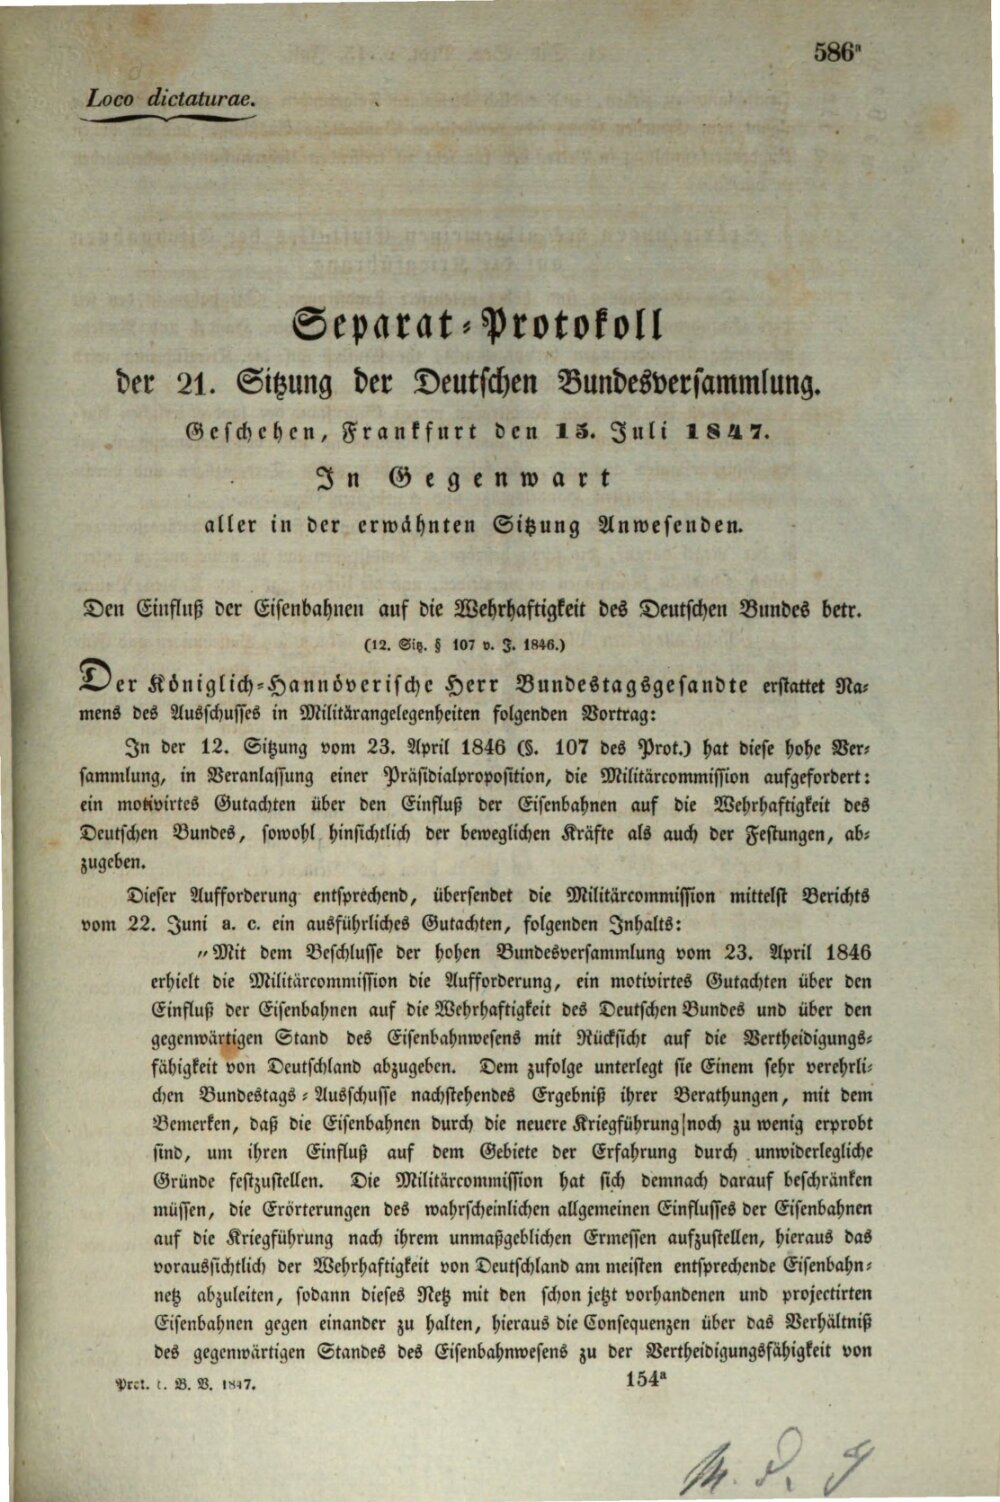 586ª
Loco dictaturae.
Separat-Protokoll
der 21. Sitzung der Deutschen Bundesversammlung.
Geschehen, Frankfurt den 15. Juli 1847.
In Gegenwart
aller in der erwähnten Sitzung Anwesenden.
Den Einfluß der Eisenbahnen auf die Wehrhaftigkeit des Deutschen Bundes betr.
(12. Sitz. § 107 v. J. 1846.)
Der Königlich-Hannöverische Herr Bundestagsgesandte erstattet Na-
mens des Ausschusses in Militärangelegenheiten folgenden Vortrag:
In der 12. Sitzung vom 23. April 1846 (§. 107 des Prot.) hat diese hohe Ver-
sammlung, in Veranlassung einer Präsidialproposition, die Militärcommission aufgefordert:
ein motivirtes Gutachten über den Einfluß der Eisenbahnen auf die Wehrhaftigkeit des
Deutschen Bundes, sowohl hinsichtlich der beweglichen Kräfte als auch der Festungen, ab-
zugeben.
Dieser Aufforderung entsprechend, übersendet die Militärcommission mittelst Berichts
vom 22. Juni a. c. ein ausführliches Gutachten, folgenden Inhalts:
„Mit dem Beschlusse der hohen Bundesversammlung vom 23. April 1846
erhielt die Militärcommission die Aufforderung, ein motivirtes Gutachten über den
Einfluß der Eisenbahnen auf die Wehrhaftigkeit des Deutschen Bundes und über den
gegenwärtigen Stand des Eisenbahnwesens mit Rücksicht auf die Vertheidigungs-
fähigkeit von Deutschland abzugeben. Dem zufolge unterlegt sie Einem sehr verehrli-
chen Bundestags-Ausschusse nachstehendes Ergebniß ihrer Berathungen, mit dem
Bemerken, daß die Eisenbahnen durch die neuere Kriegführung noch zu wenig erprobt
sind, um ihren Einfluß auf dem Gebiete der Erfahrung durch unwiderlegliche
Gründe festzustellen. Die Militärcommission hat sich demnach darauf beschränken
müssen, die Erörterungen des wahrscheinlichen allgemeinen Einflusses der Eisenbahnen
auf die Kriegführung nach ihrem unmaßgeblichen Ermessen aufzustellen, hieraus das
voraussichtlich der Wehrhaftigkeit von Deutschland am meisten entsprechende Eisenbahn-
netz abzuleiten, sodann dieses Netz mit den schon jetzt vorhandenen und projectirten
Eisenbahnen gegen einander zu halten, hieraus die Consequenzen über das Verhältniß
des gegenwärtigen Standes des Eisenbahnwesens zu der Vertheidigungsfähigkeit von
Prot. d. B. V. 1847.
154ª